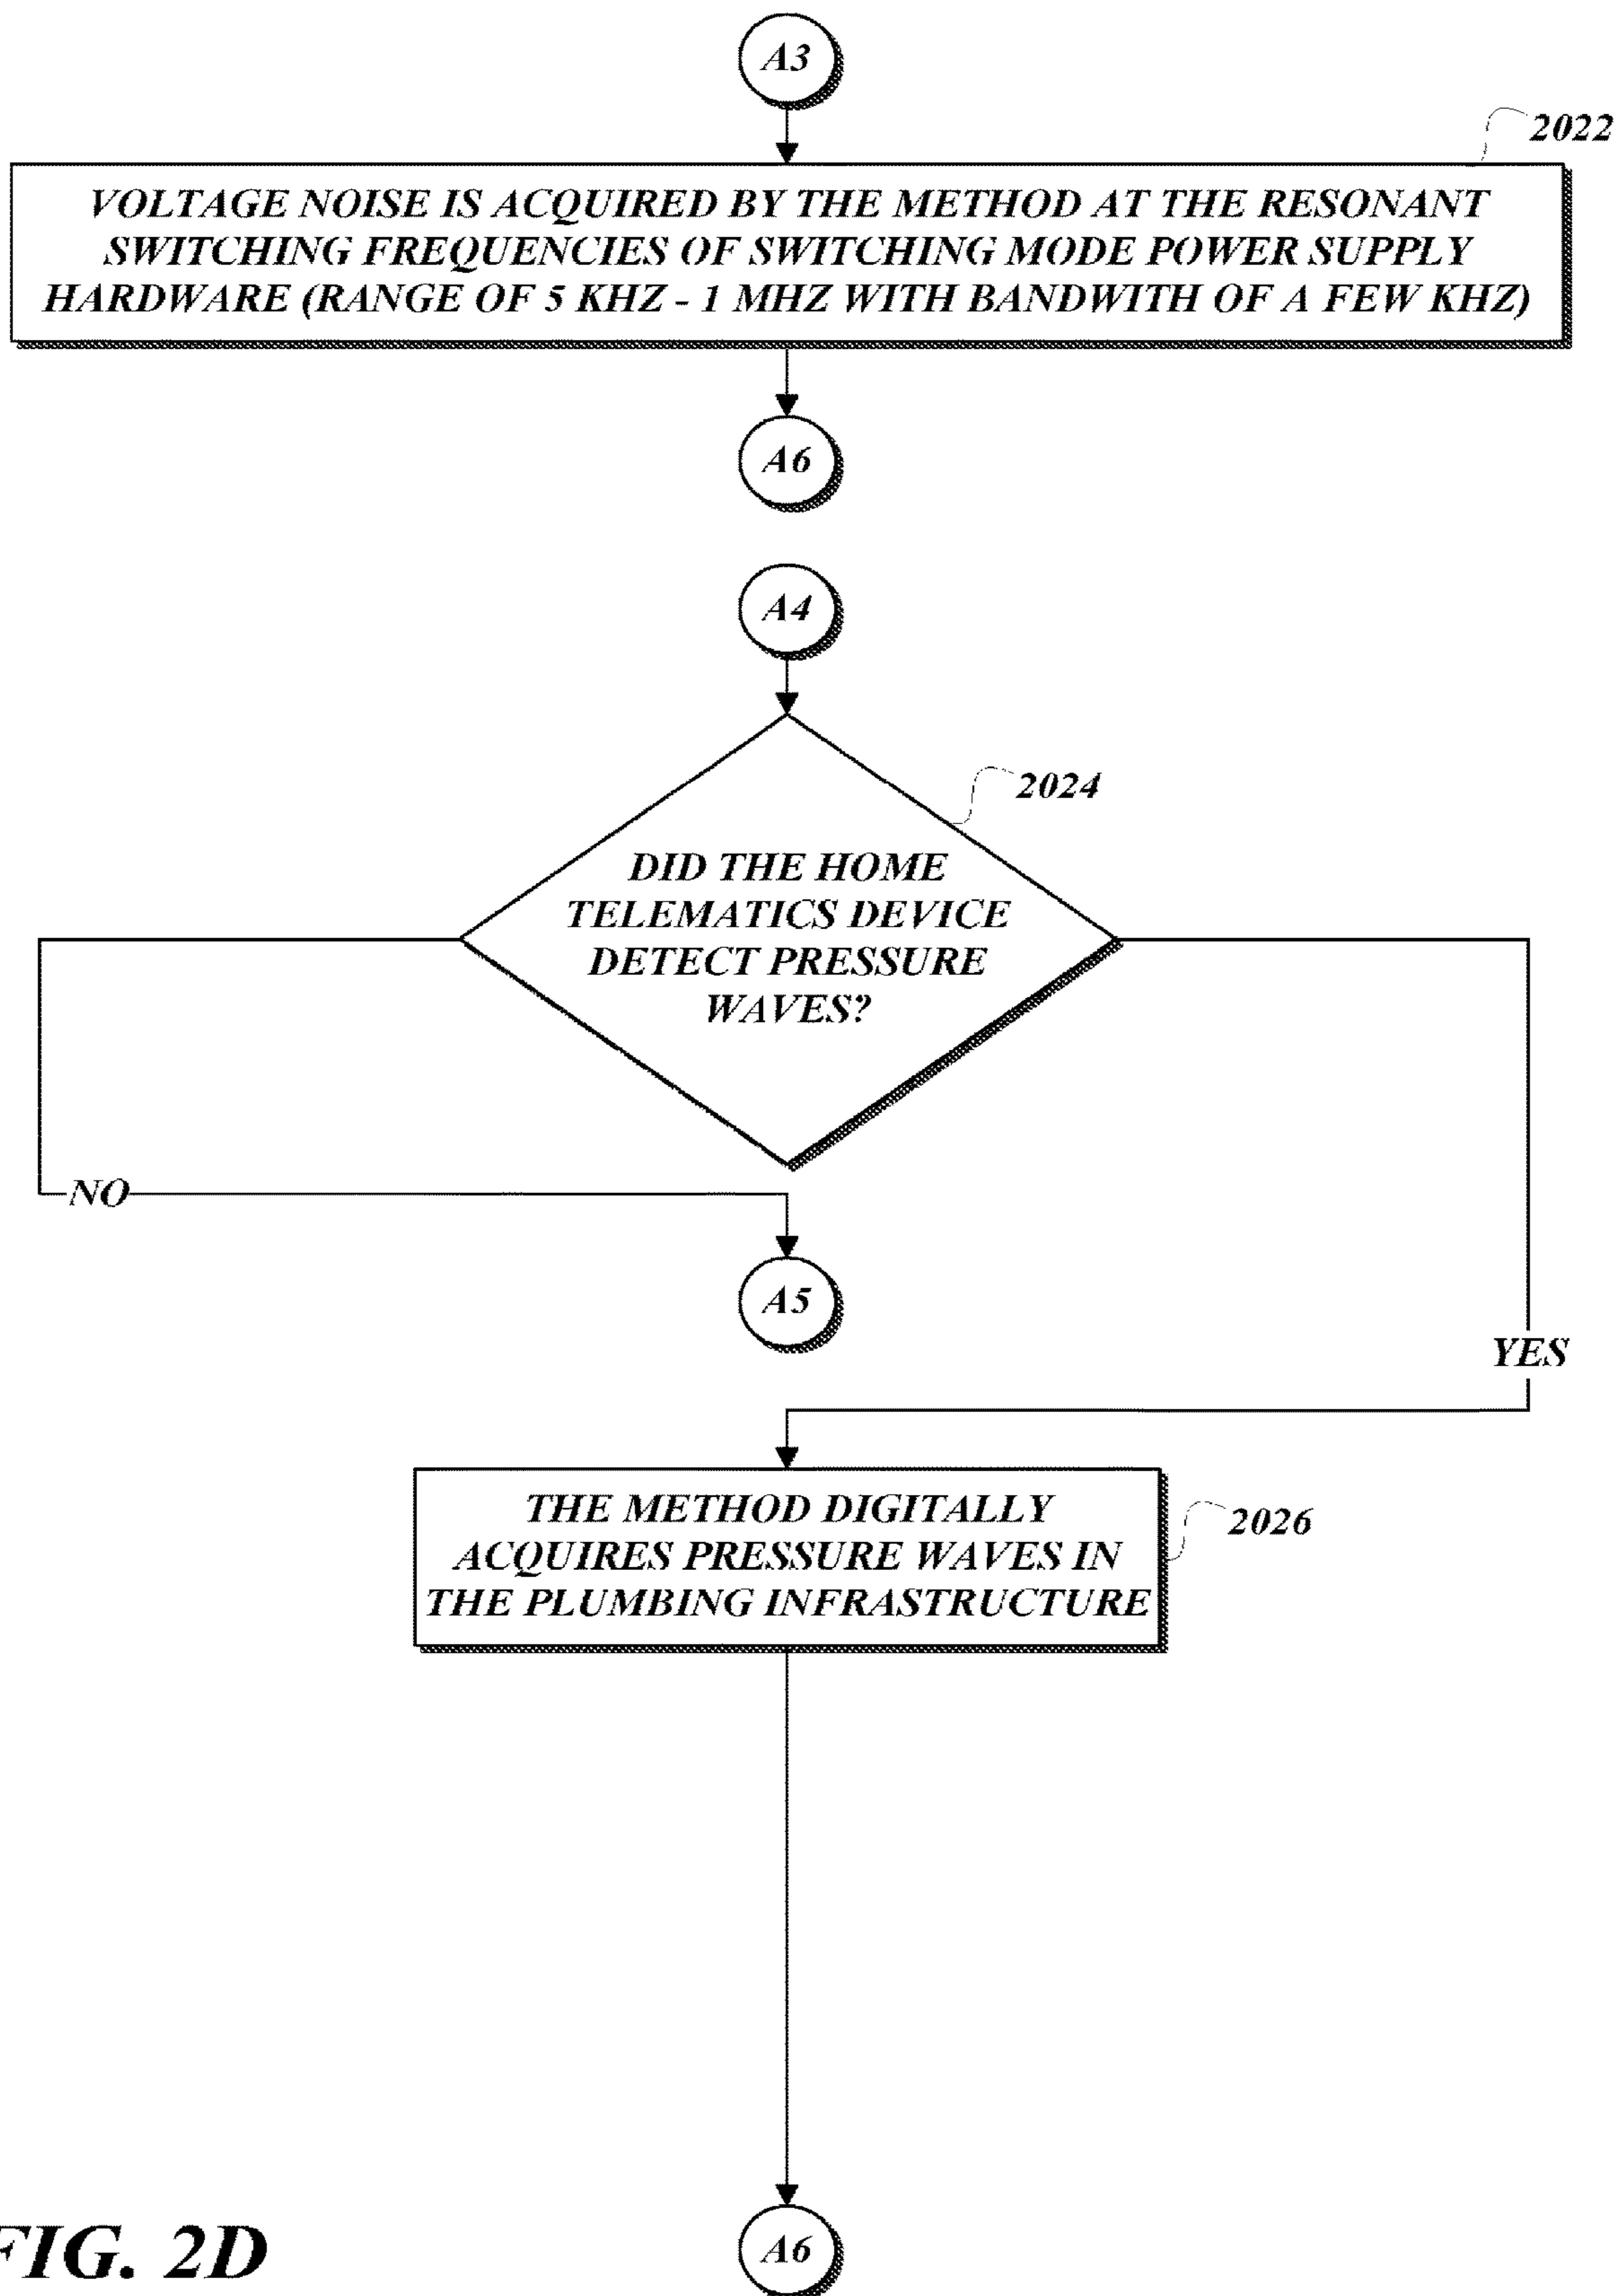 A3
2022
VOLTAGE NOISE IS ACQUIRED BY THE METHOD AT THE RESONANT
SWITCHING FREQUENCIES OF SWITCHING MODE POWER SUPPLY
HARDWARE (RANGE OF 5 KHZ - 1 MHZ WITH BANDWITH OF A FEW KHZ)
A6
A4
2024
DID THE HOME
TELEMATICS DEVICE
DETECT PRESSURE
WAVES?
NO
A5
YES
THE METHOD DIGITALLY
ACQUIRES PRESSURE WAVES IN
THE PLUMBING INFRASTRUCTURE
2026
A6
FIG. 2D